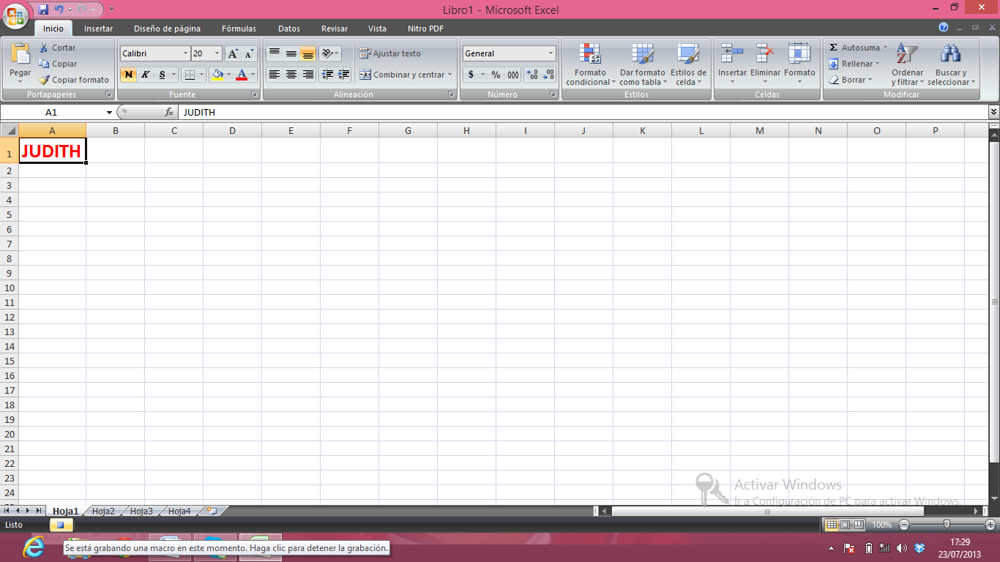 Libro1 - Microsoft Excel
Inicio Insertar Diseño de página Fórmulas Datos Revisar Vista Nitro PDF
Pegar
Cortar
Copiar
Copiar formato
Portapapeles
Calibri 20
N K S
Fuente
Ajustar texto
Combinar y centrar
Alineación
General
$ % 000
Número
Formato condicional
Dar formato como tabla
Estilos de celda
Estilos
Insertar Eliminar Formato
Celdas
Σ Autosuma
Rellenar
Borrar
Ordenar y filtrar
Buscar y seleccionar
Modificar
A1 fx JUDITH
A B C D E F G H I J K L M N O P
1 JUDITH
2
3
4
5
6
7
8
9
10
11
12
13
14
15
16
17
18
19
20
21
22
23
24
Activar Windows
Ir a Configuración de PC para activar Windows.
Hoja1 Hoja2 Hoja3 Hoja4
Listo 100%
Se está grabando una macro en este momento. Haga clic para detener la grabación.
17:29
23/07/2013